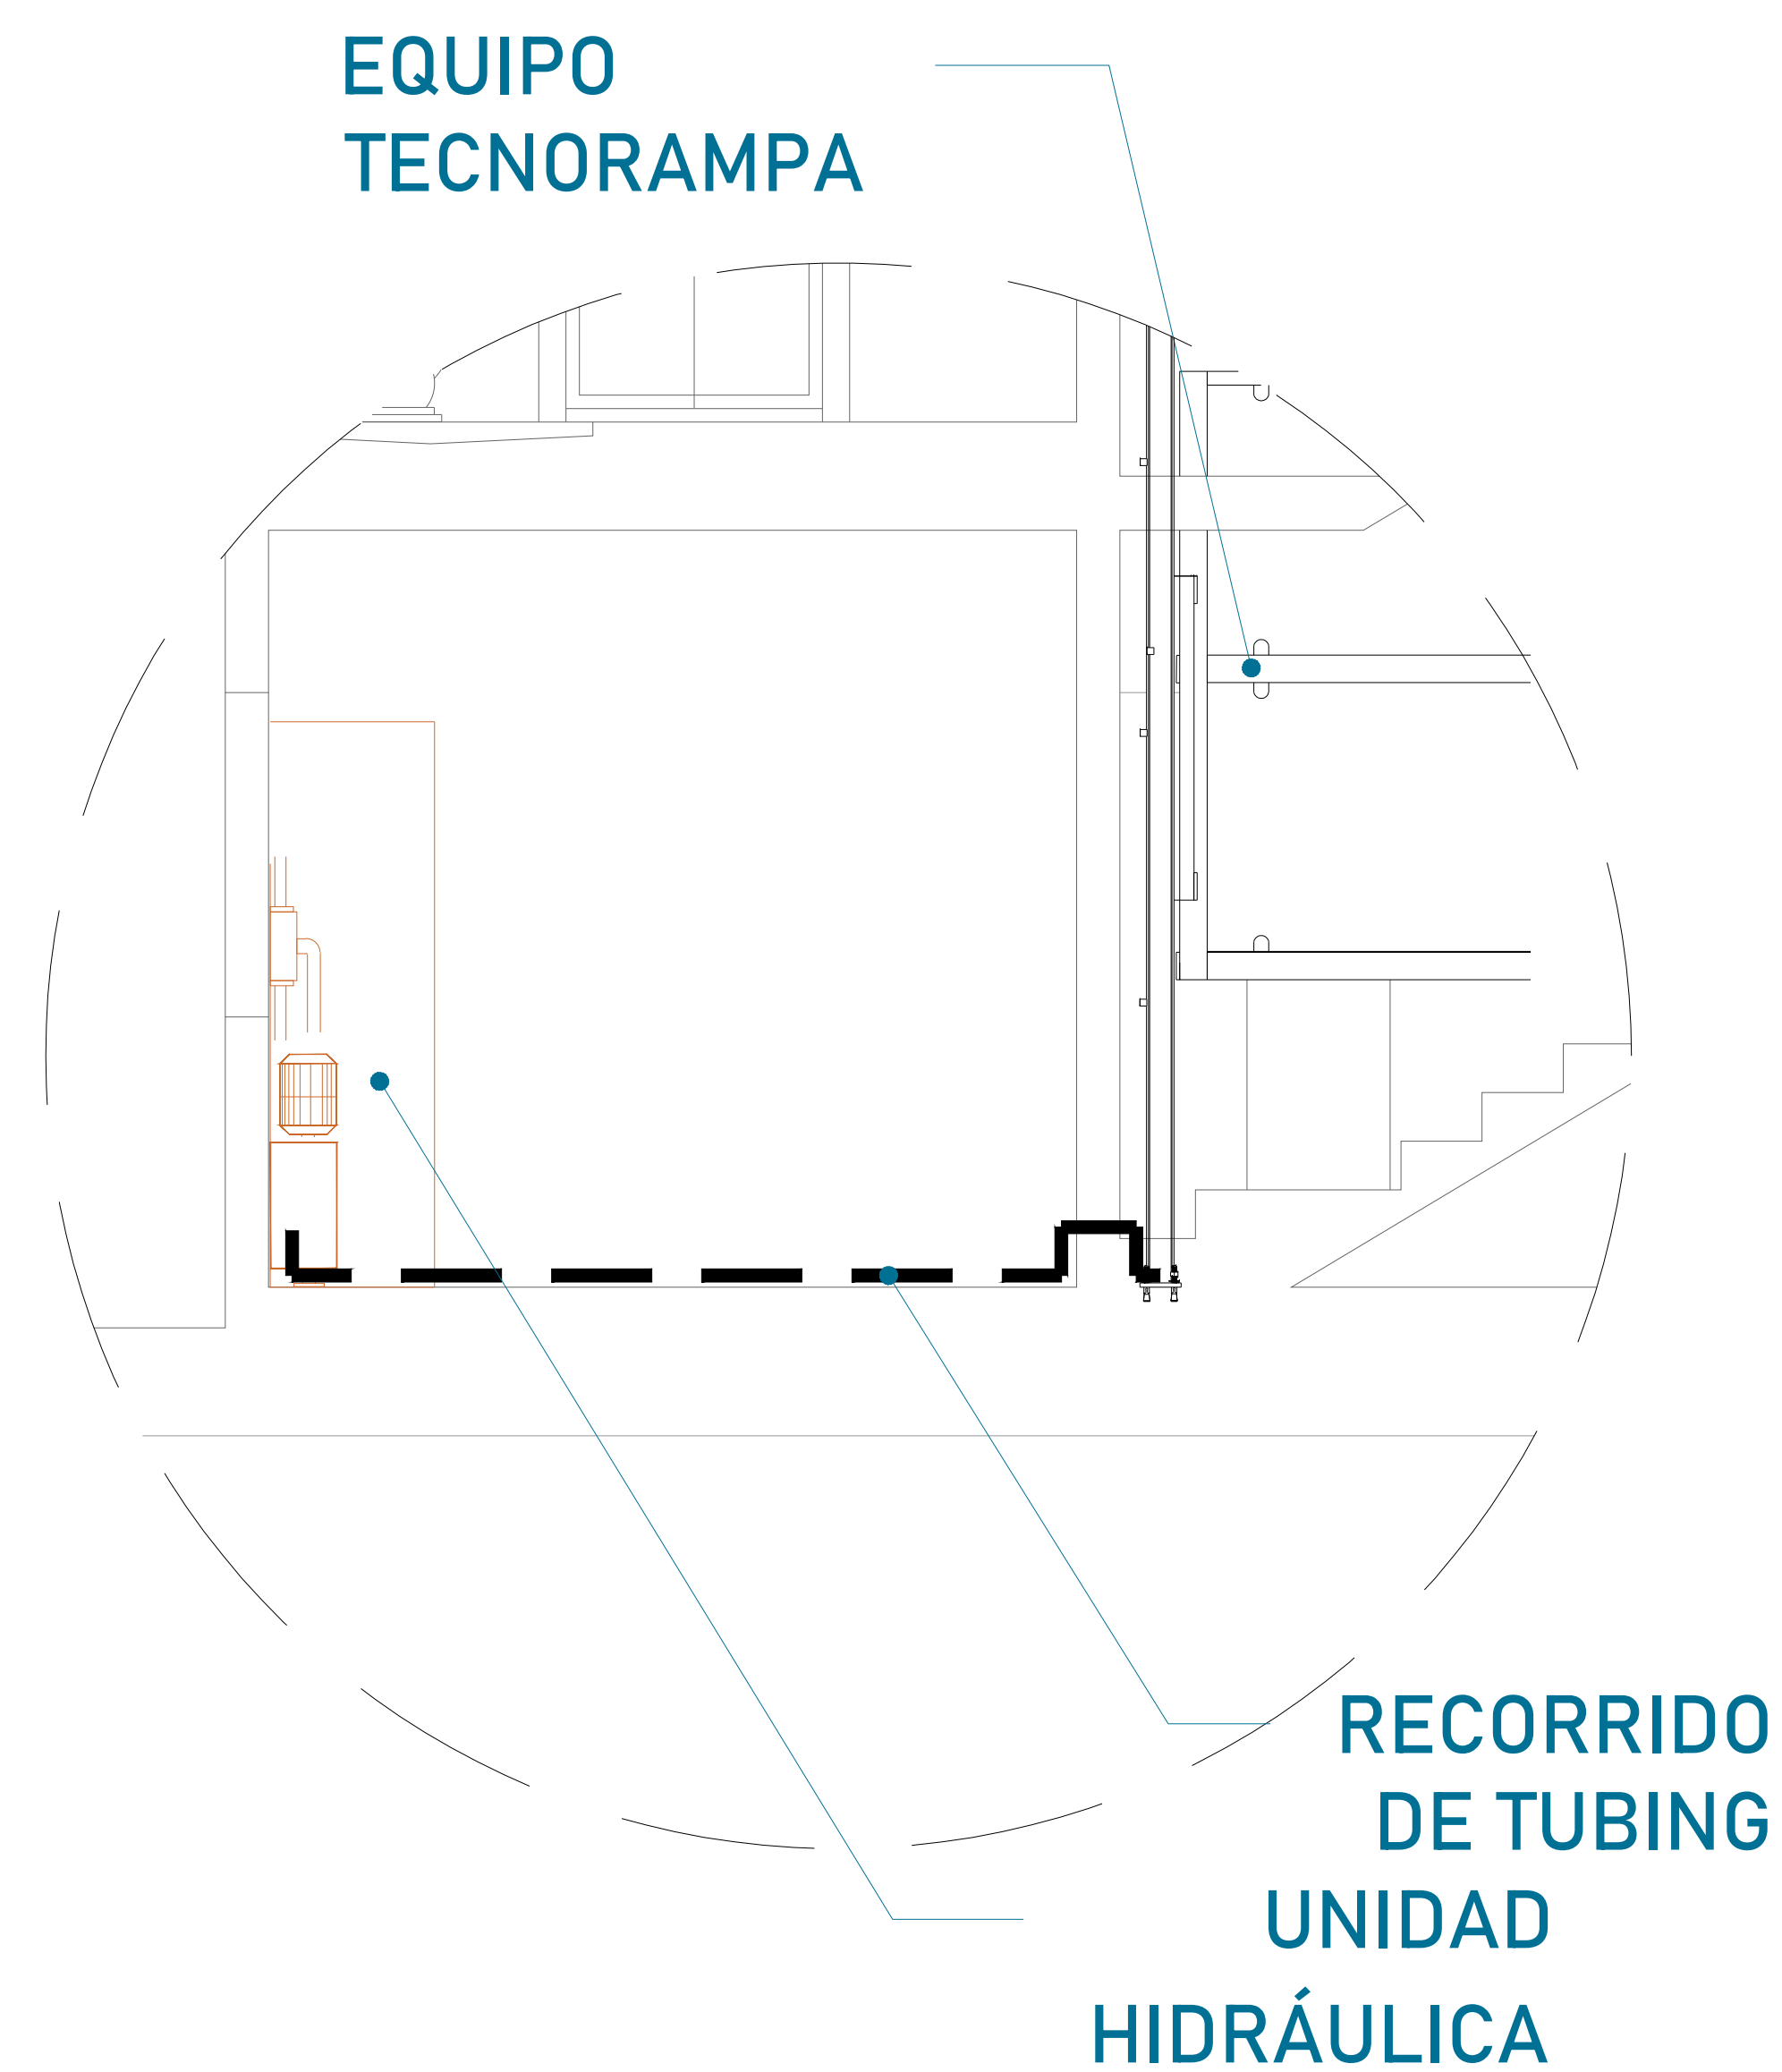 EQUIPO
TECNORAMPA
RECORRIDO
DE TUBING
UNIDAD
HIDRÁULICA